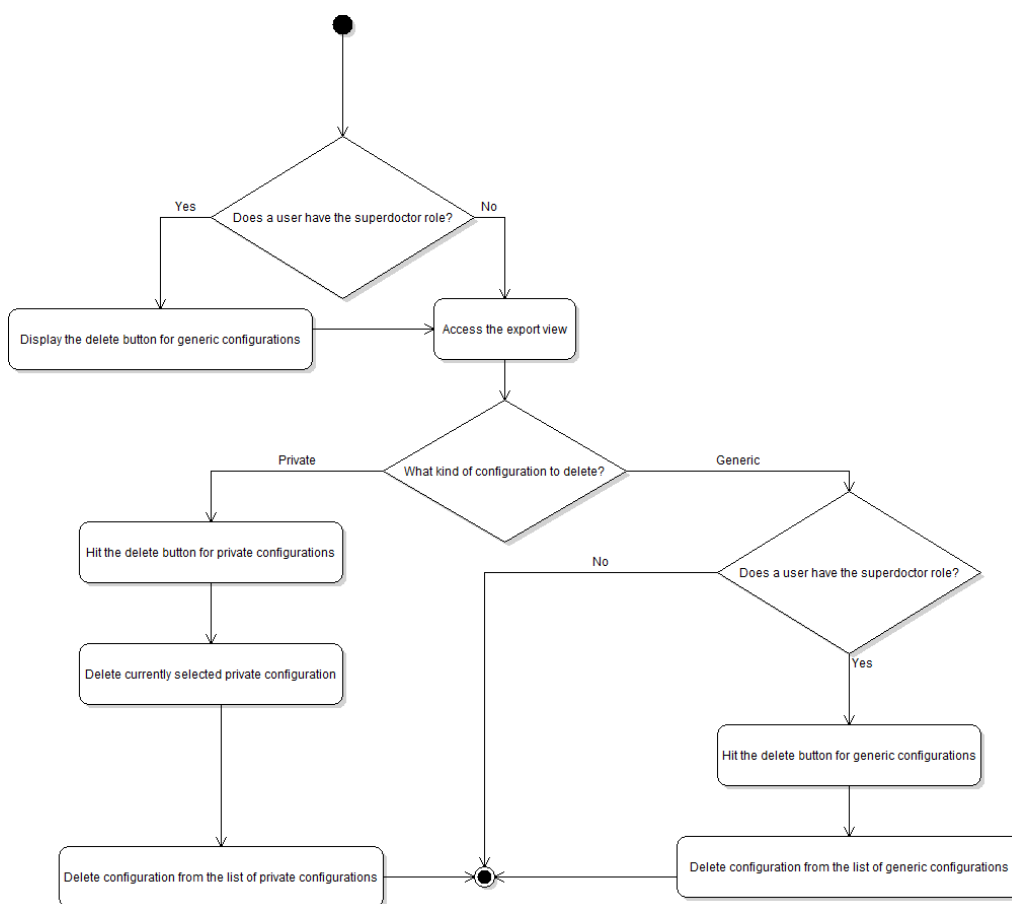 Yes
No
Does a user have the superdoctor role?
Display the delete button for generic configurations
Access the export view
Private
What kind of configuration to delete?
Generic
Hit the delete button for private configurations
No
Does a user have the superdoctor role?
Delete currently selected private configuration
Yes
Hit the delete button for generic configurations
Delete configuration from the list of private configurations
Delete configuration from the list of generic configurations